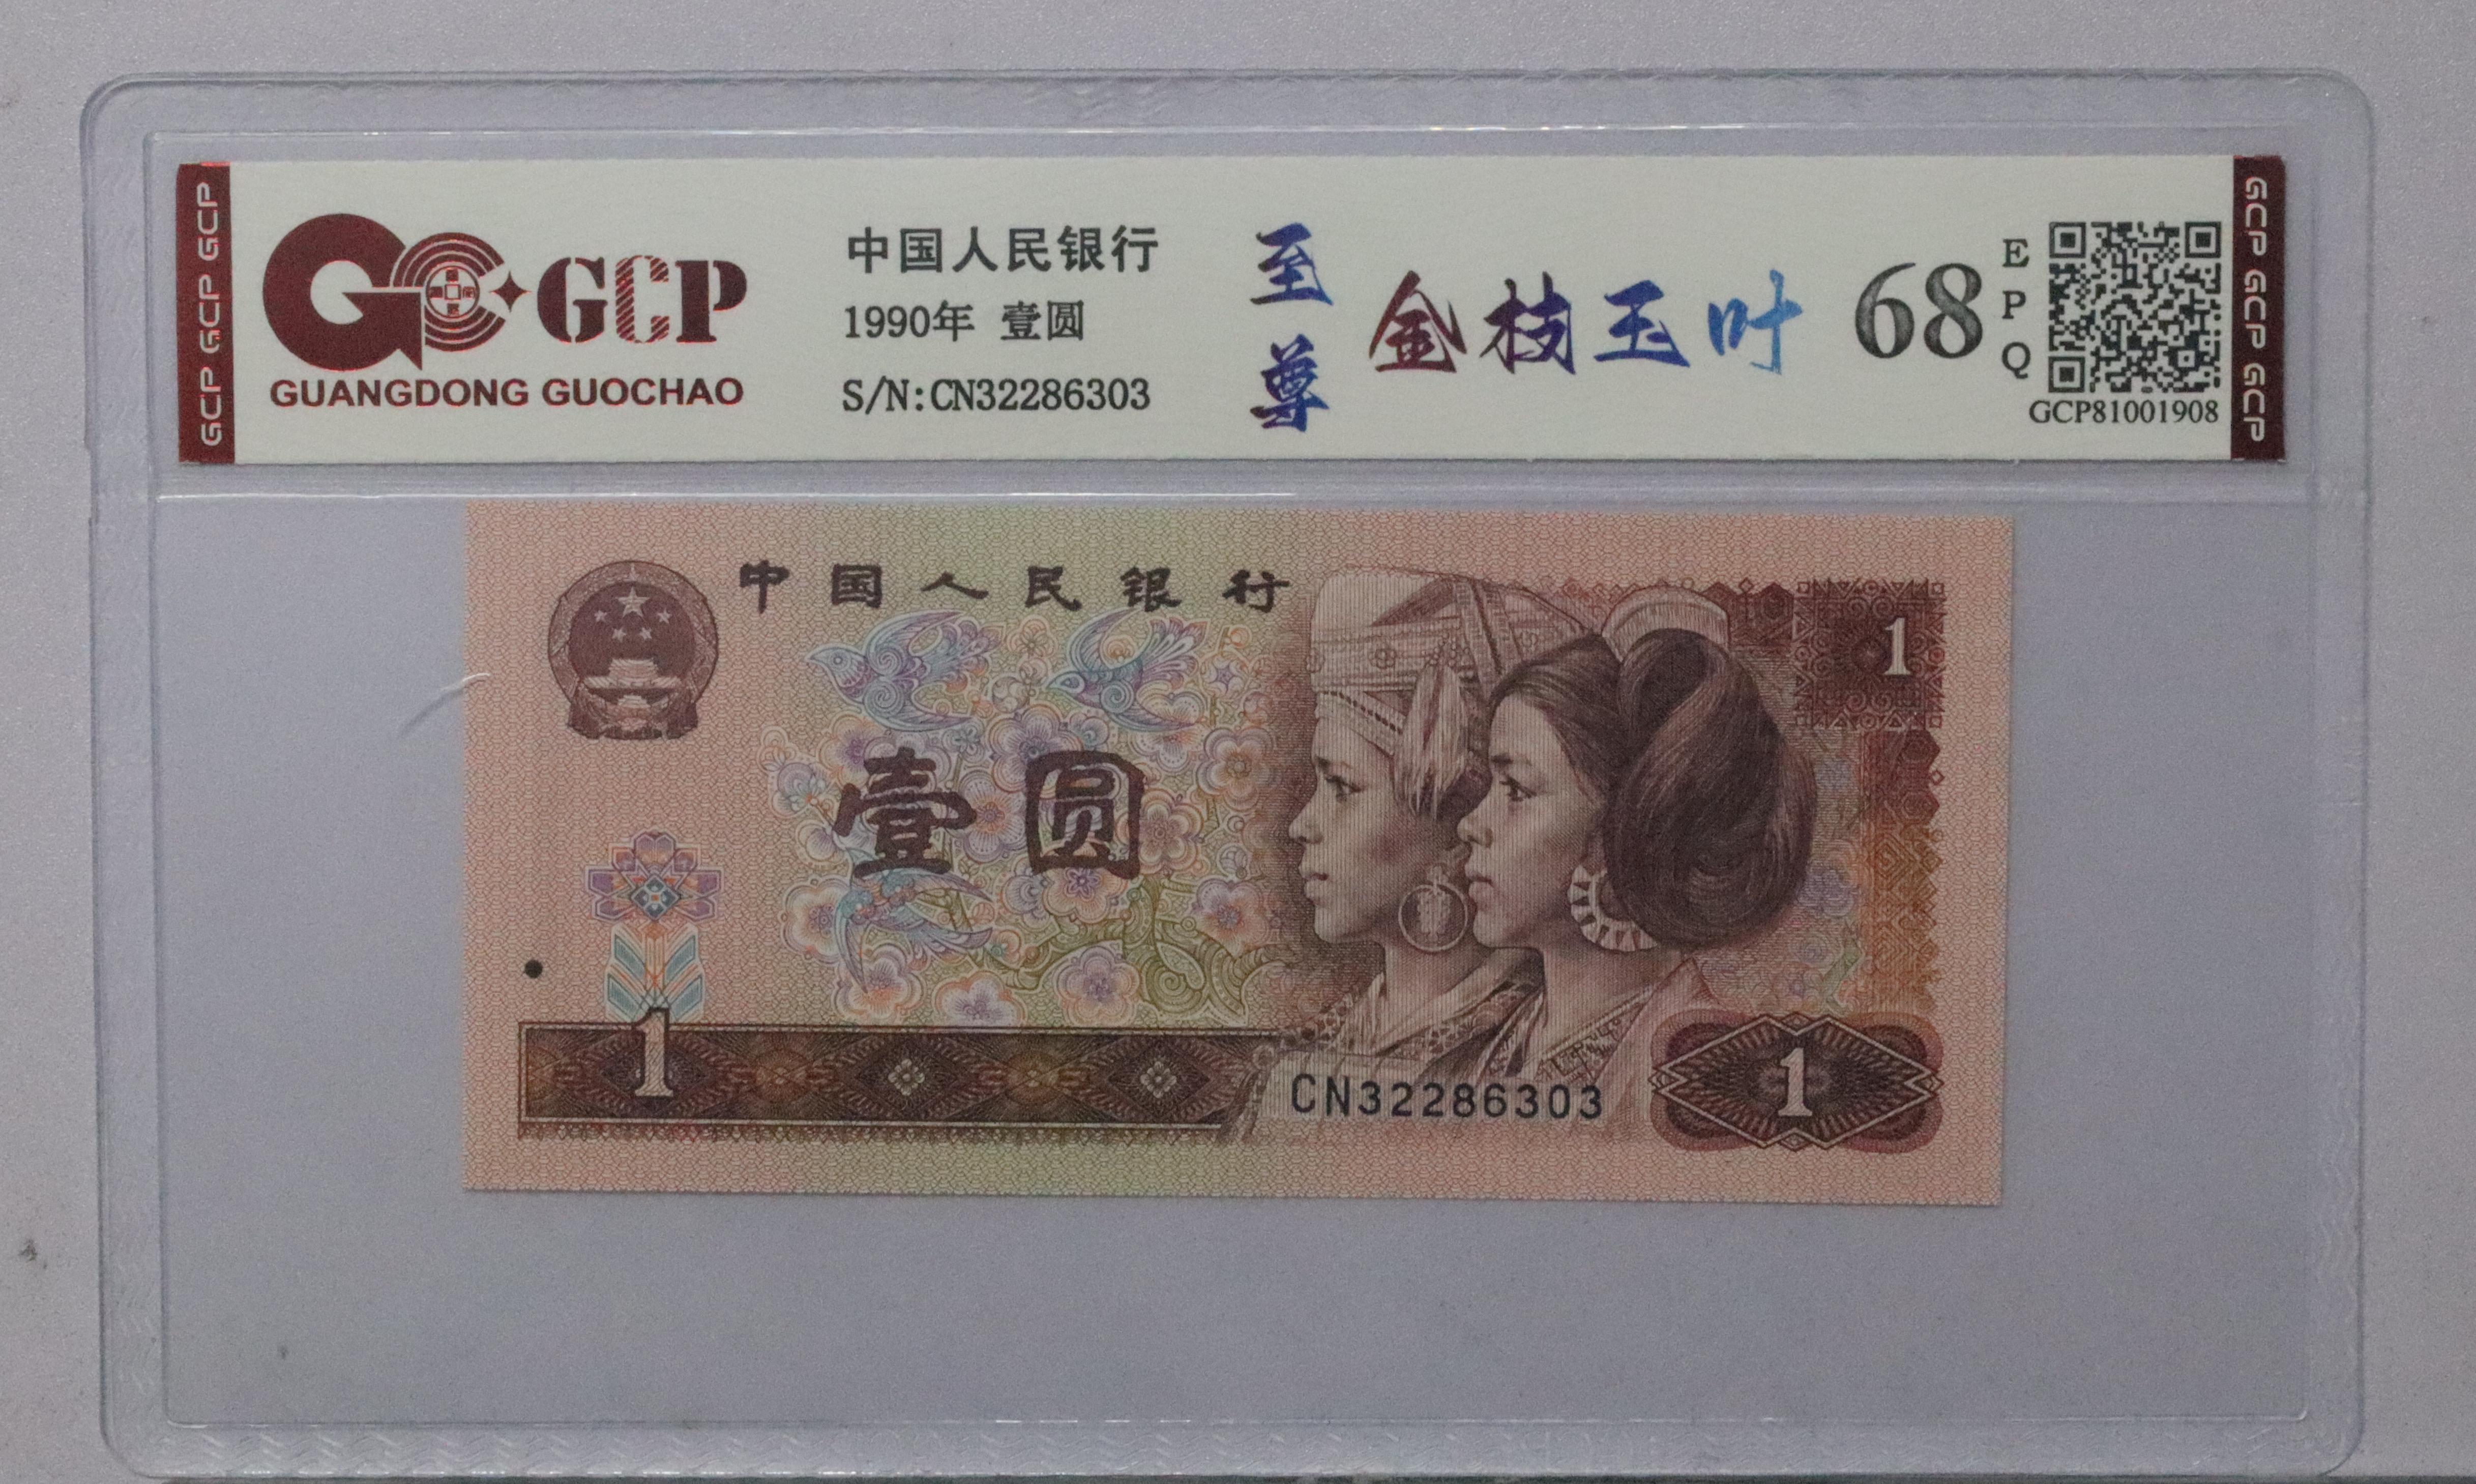 GCP GCP GCP
GCP
GUANGDONG GUOCHAO
中国人民银行
1990年 壹圆
S/N:CN32286303
至尊
金枝玉叶
68
EPQ
GCP81001908
GCP GCP GCP
中国人民银行
1
壹圆
1
CN32286303
1